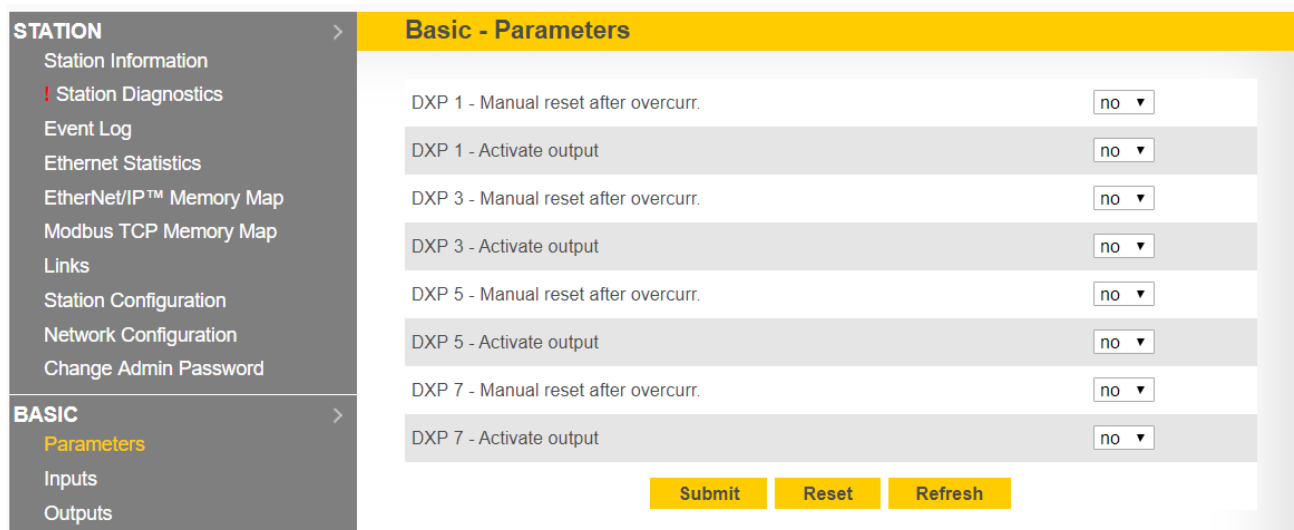 STATION
Station Information
! Station Diagnostics
Event Log
Ethernet Statistics
EtherNet/IP™ Memory Map
Modbus TCP Memory Map
Links
Station Configuration
Network Configuration
Change Admin Password
BASIC
Parameters
Inputs
Outputs
Basic - Parameters
DXP 1 - Manual reset after overcurr. no
DXP 1 - Activate output no
DXP 3 - Manual reset after overcurr. no
DXP 3 - Activate output no
DXP 5 - Manual reset after overcurr. no
DXP 5 - Activate output no
DXP 7 - Manual reset after overcurr. no
DXP 7 - Activate output no
Submit Reset Refresh